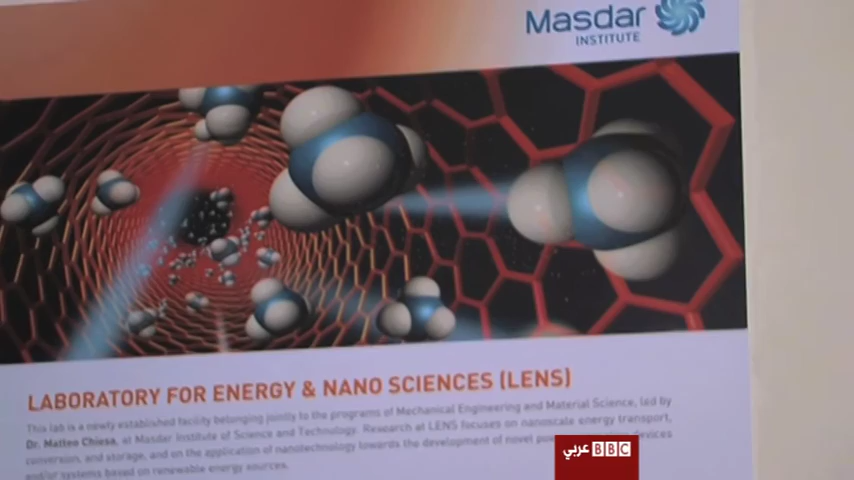 Masdar
INSTITUTE
LABORATORY FOR ENERGY & NANO SCIENCES (LENS)
This lab is a newly established facility belonging jointly to the programs of Mechanical Engineering and Material Science, led by
Dr. Matteo Chiesa, at Masdar Institute of Science and Technology. Research at LENS focuses on nanoscale energy transport,
conversion, and storage, and on the application of nanotechnology towards the development of novel devices
and/or systems based on renewable energy sources.
عربي BBC